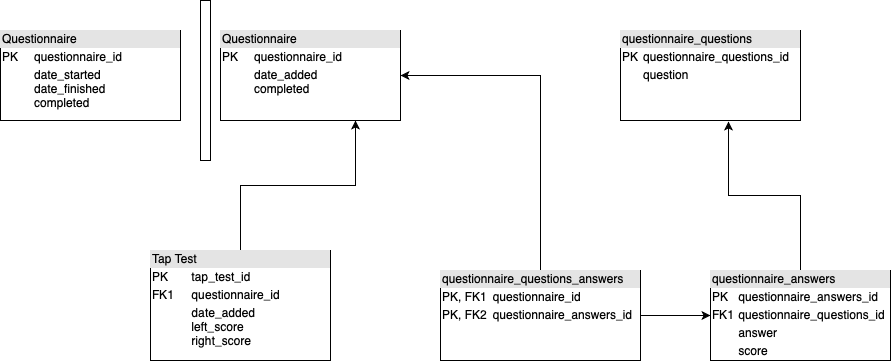 Questionnaire
PK questionnaire_id
date_started
date_finished
completed
Questionnaire
PK questionnaire_id
date_added
completed
questionnaire_questions
PK questionnaire_questions_id
question
Tap Test
PK tap_test_id
FK1 questionnaire_id
date_added
left_score
right_score
questionnaire_questions_answers
PK, FK1 questionnaire_id
PK, FK2 questionnaire_answers_id
questionnaire_answers
PK questionnaire_answers_id
FK1 questionnaire_questions_id
answer
score